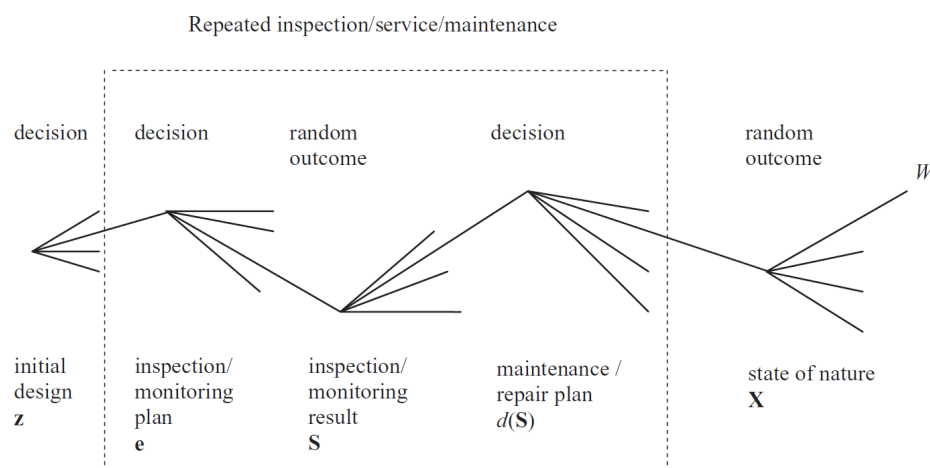 Repeated inspection/service/maintenance
decision
decision
random
outcome
decision
random
outcome
W
initial
design
z
inspection/
monitoring
plan
e
inspection/
monitoring
result
S
maintenance /
repair plan
d(S)
state of nature
X